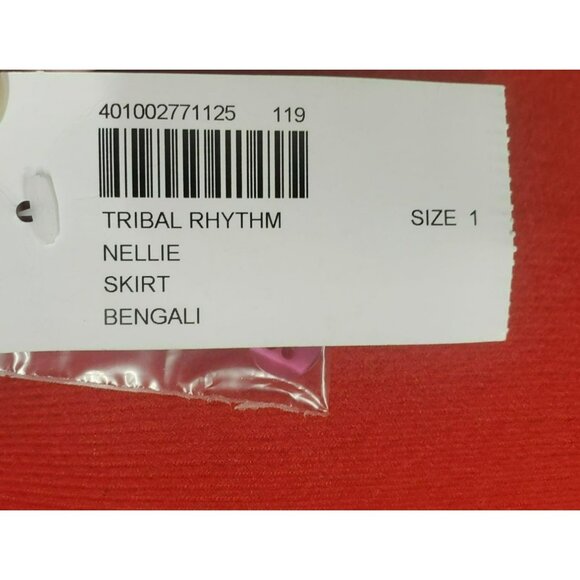 401002771125 119
TRIBAL RHYTHM SIZE 1
NELLIE
SKIRT
BENGALI